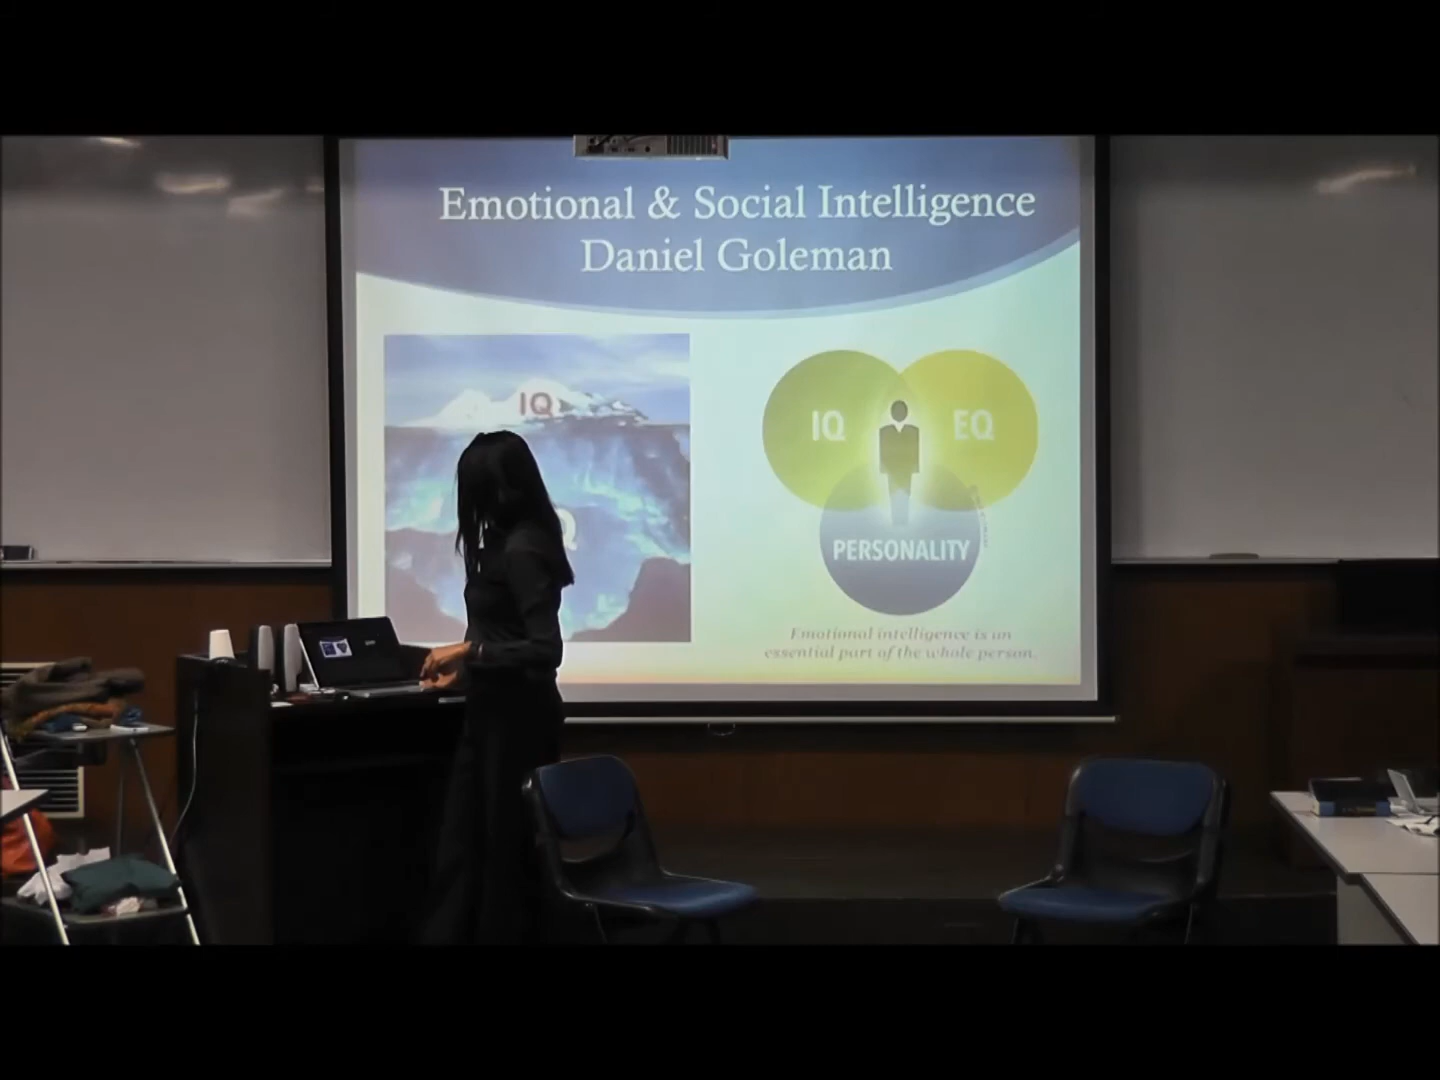 Emotional & Social Intelligence
Daniel Goleman
IQ
Q
IQ
EQ
PERSONALITY
Emotional intelligence is an
essential part of the whole person.